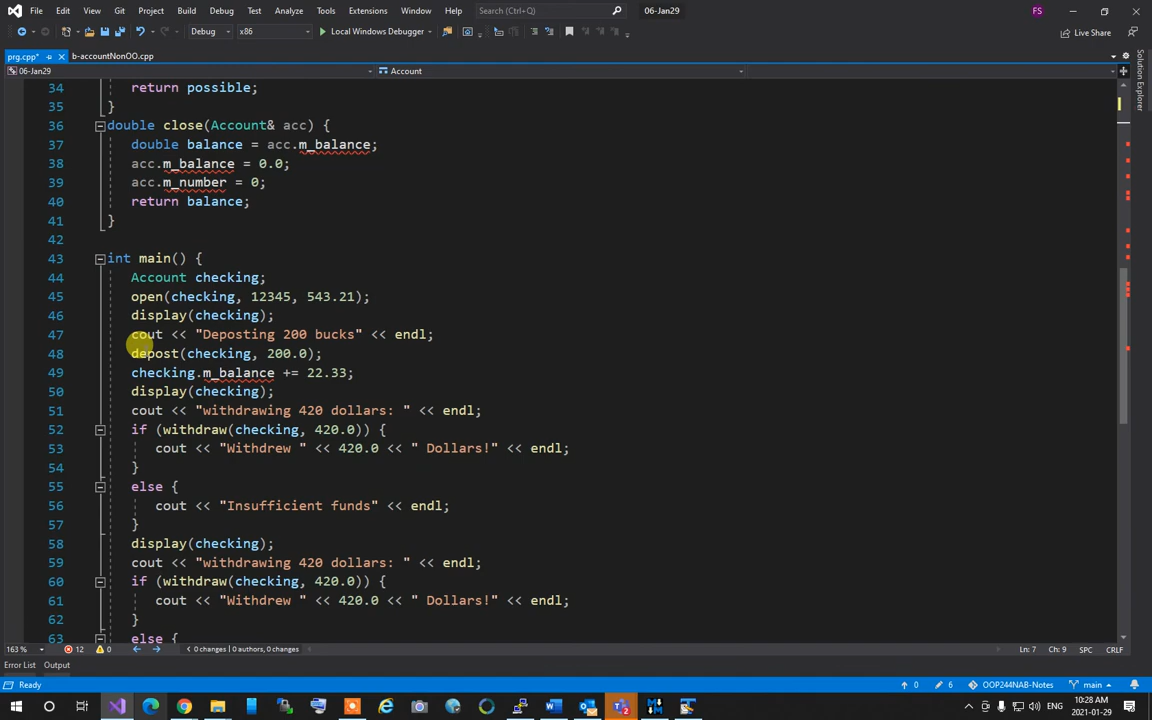 File Edit View Git Project Build Debug Test Analyze Tools Extensions Window Help Search (Ctrl+Q) 06-Jan29 FS
Debug x86 Local Windows Debugger Live Share
prg.cpp* b-accountNonOO.cpp
06-Jan29 Account
Solution Explorer
34 return possible;
35 }
36 double close(Account& acc) {
37 double balance = acc.m_balance;
38 acc.m_balance = 0.0;
39 acc.m_number = 0;
40 return balance;
41 }
42
43 int main() {
44 Account checking;
45 open(checking, 12345, 543.21);
46 display(checking);
47 cout << "Deposting 200 bucks" << endl;
48 depost(checking, 200.0);
49 checking.m_balance += 22.33;
50 display(checking);
51 cout << "withdrawing 420 dollars: " << endl;
52 if (withdraw(checking, 420.0)) {
53 cout << "Withdrew " << 420.0 << " Dollars!" << endl;
54 }
55 else {
56 cout << "Insufficient funds" << endl;
57 }
58 display(checking);
59 cout << "withdrawing 420 dollars: " << endl;
60 if (withdraw(checking, 420.0)) {
61 cout << "Withdrew " << 420.0 << " Dollars!" << endl;
62 }
63 else {
163 % 12 0 0 changes | 0 authors, 0 changes Ln: 7 Ch: 9 SPC CRLF
Error List Output
Ready 0 6 OOP244NAB-Notes main
ENG 10:28 AM 2021-01-29